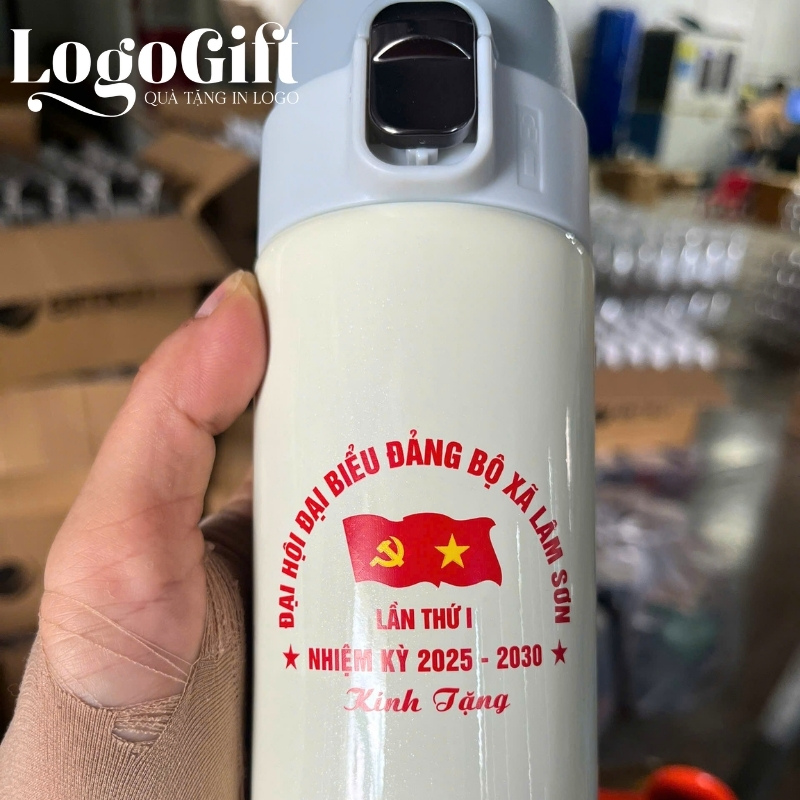 LogoGift
QUÀ TẶNG IN LOGO
ĐẠI HỘI ĐẠI BIỂU ĐẢNG BỘ XÃ LÂM SƠN
LẦN THỨ I
★ NHIỆM KỲ 2025 - 2030 ★
Kính Tặng